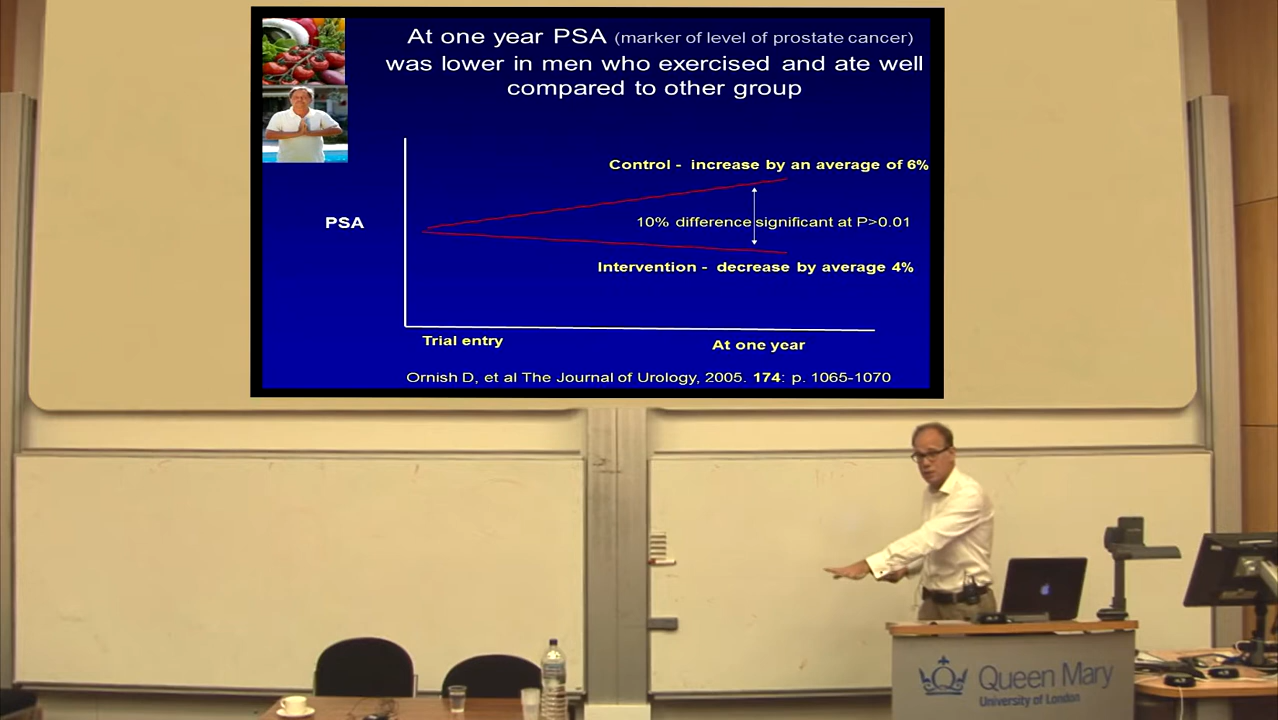 At one year PSA (marker of level of prostate cancer)
was lower in men who exercised and ate well
compared to other group
Control - increase by an average of 6%
PSA
10% difference significant at P>0.01
Intervention - decrease by average 4%
Trial entry
At one year
Ornish D, et al The Journal of Urology, 2005. 174: p. 1065-1070
Queen Mary
University of London